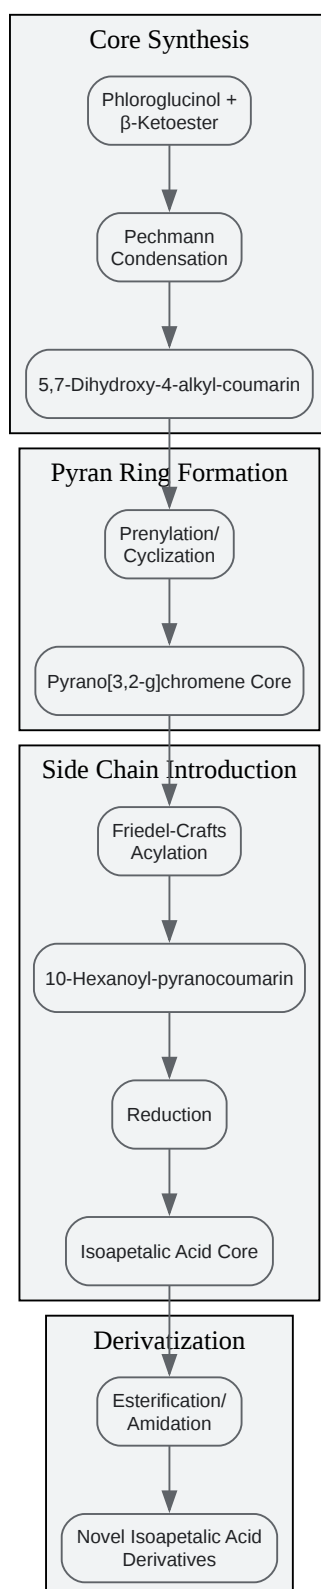 Core Synthesis
Phloroglucinol +
β-Ketoester
Pechmann
Condensation
5,7-Dihydroxy-4-alkyl-coumarin
Pyran Ring Formation
Prenylation/
Cyclization
Pyrano[3,2-g]chromene Core
Side Chain Introduction
Friedel-Crafts
Acylation
10-Hexanoyl-pyranocoumarin
Reduction
Isoapetalic Acid Core
Derivatization
Esterification/
Amidation
Novel Isoapetalic Acid
Derivatives